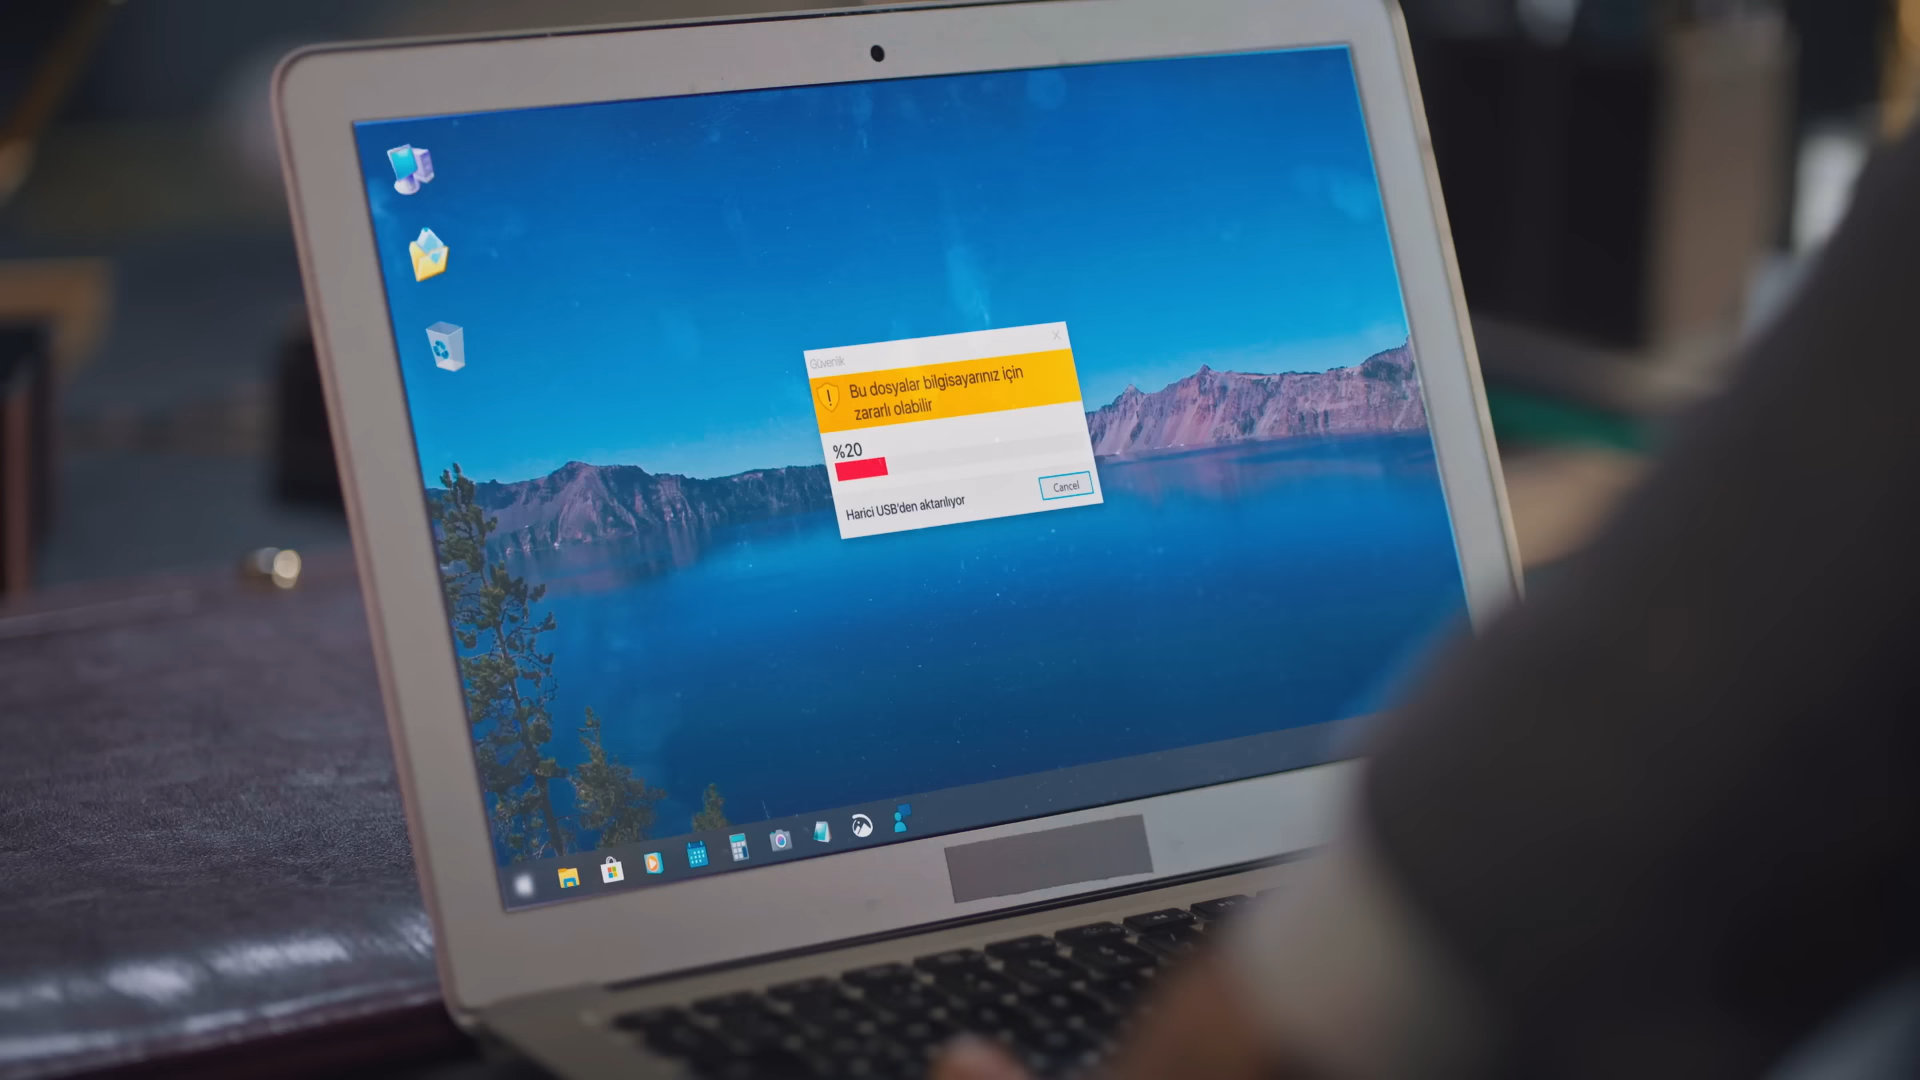 Güvenlik
Bu dosyalar bilgisayarınız için
zararlı olabilir
%20
Harici USB'den aktarılıyor
Cancel